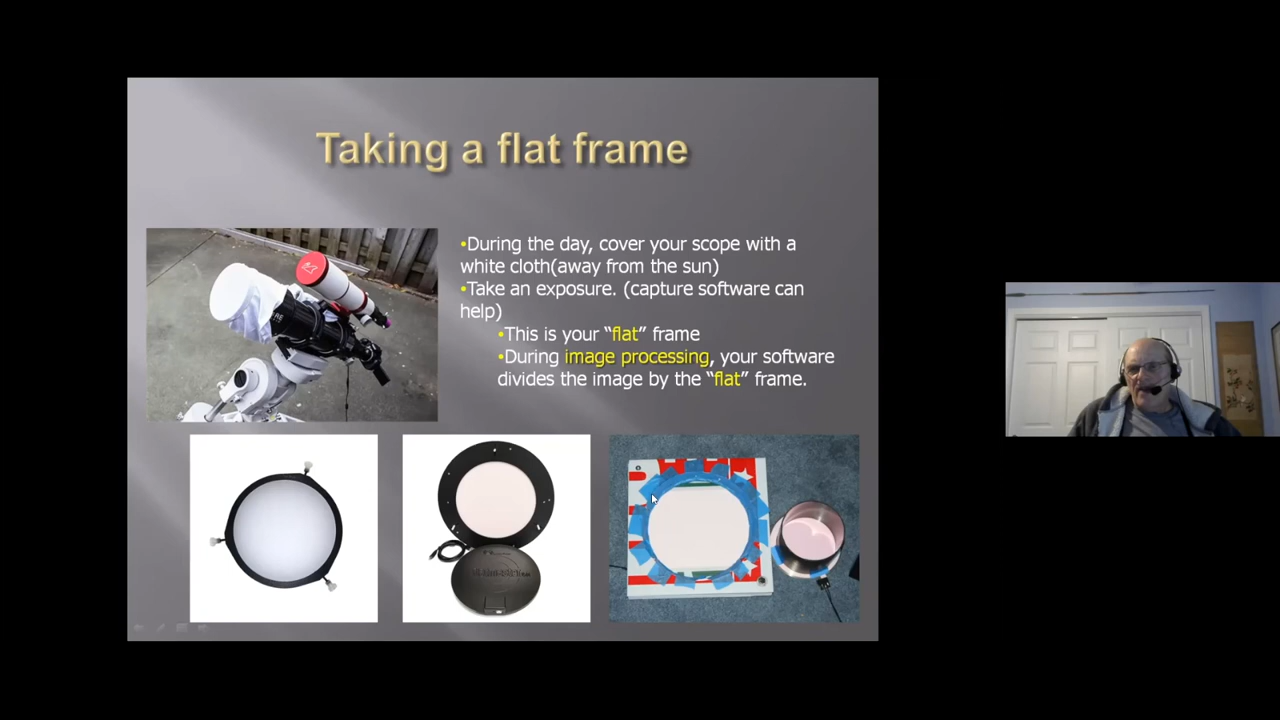 Taking a flat frame
•During the day, cover your scope with a
white cloth(away from the sun)
•Take an exposure. (capture software can
help)
•This is your “flat” frame
•During image processing, your software
divides the image by the “flat” frame.